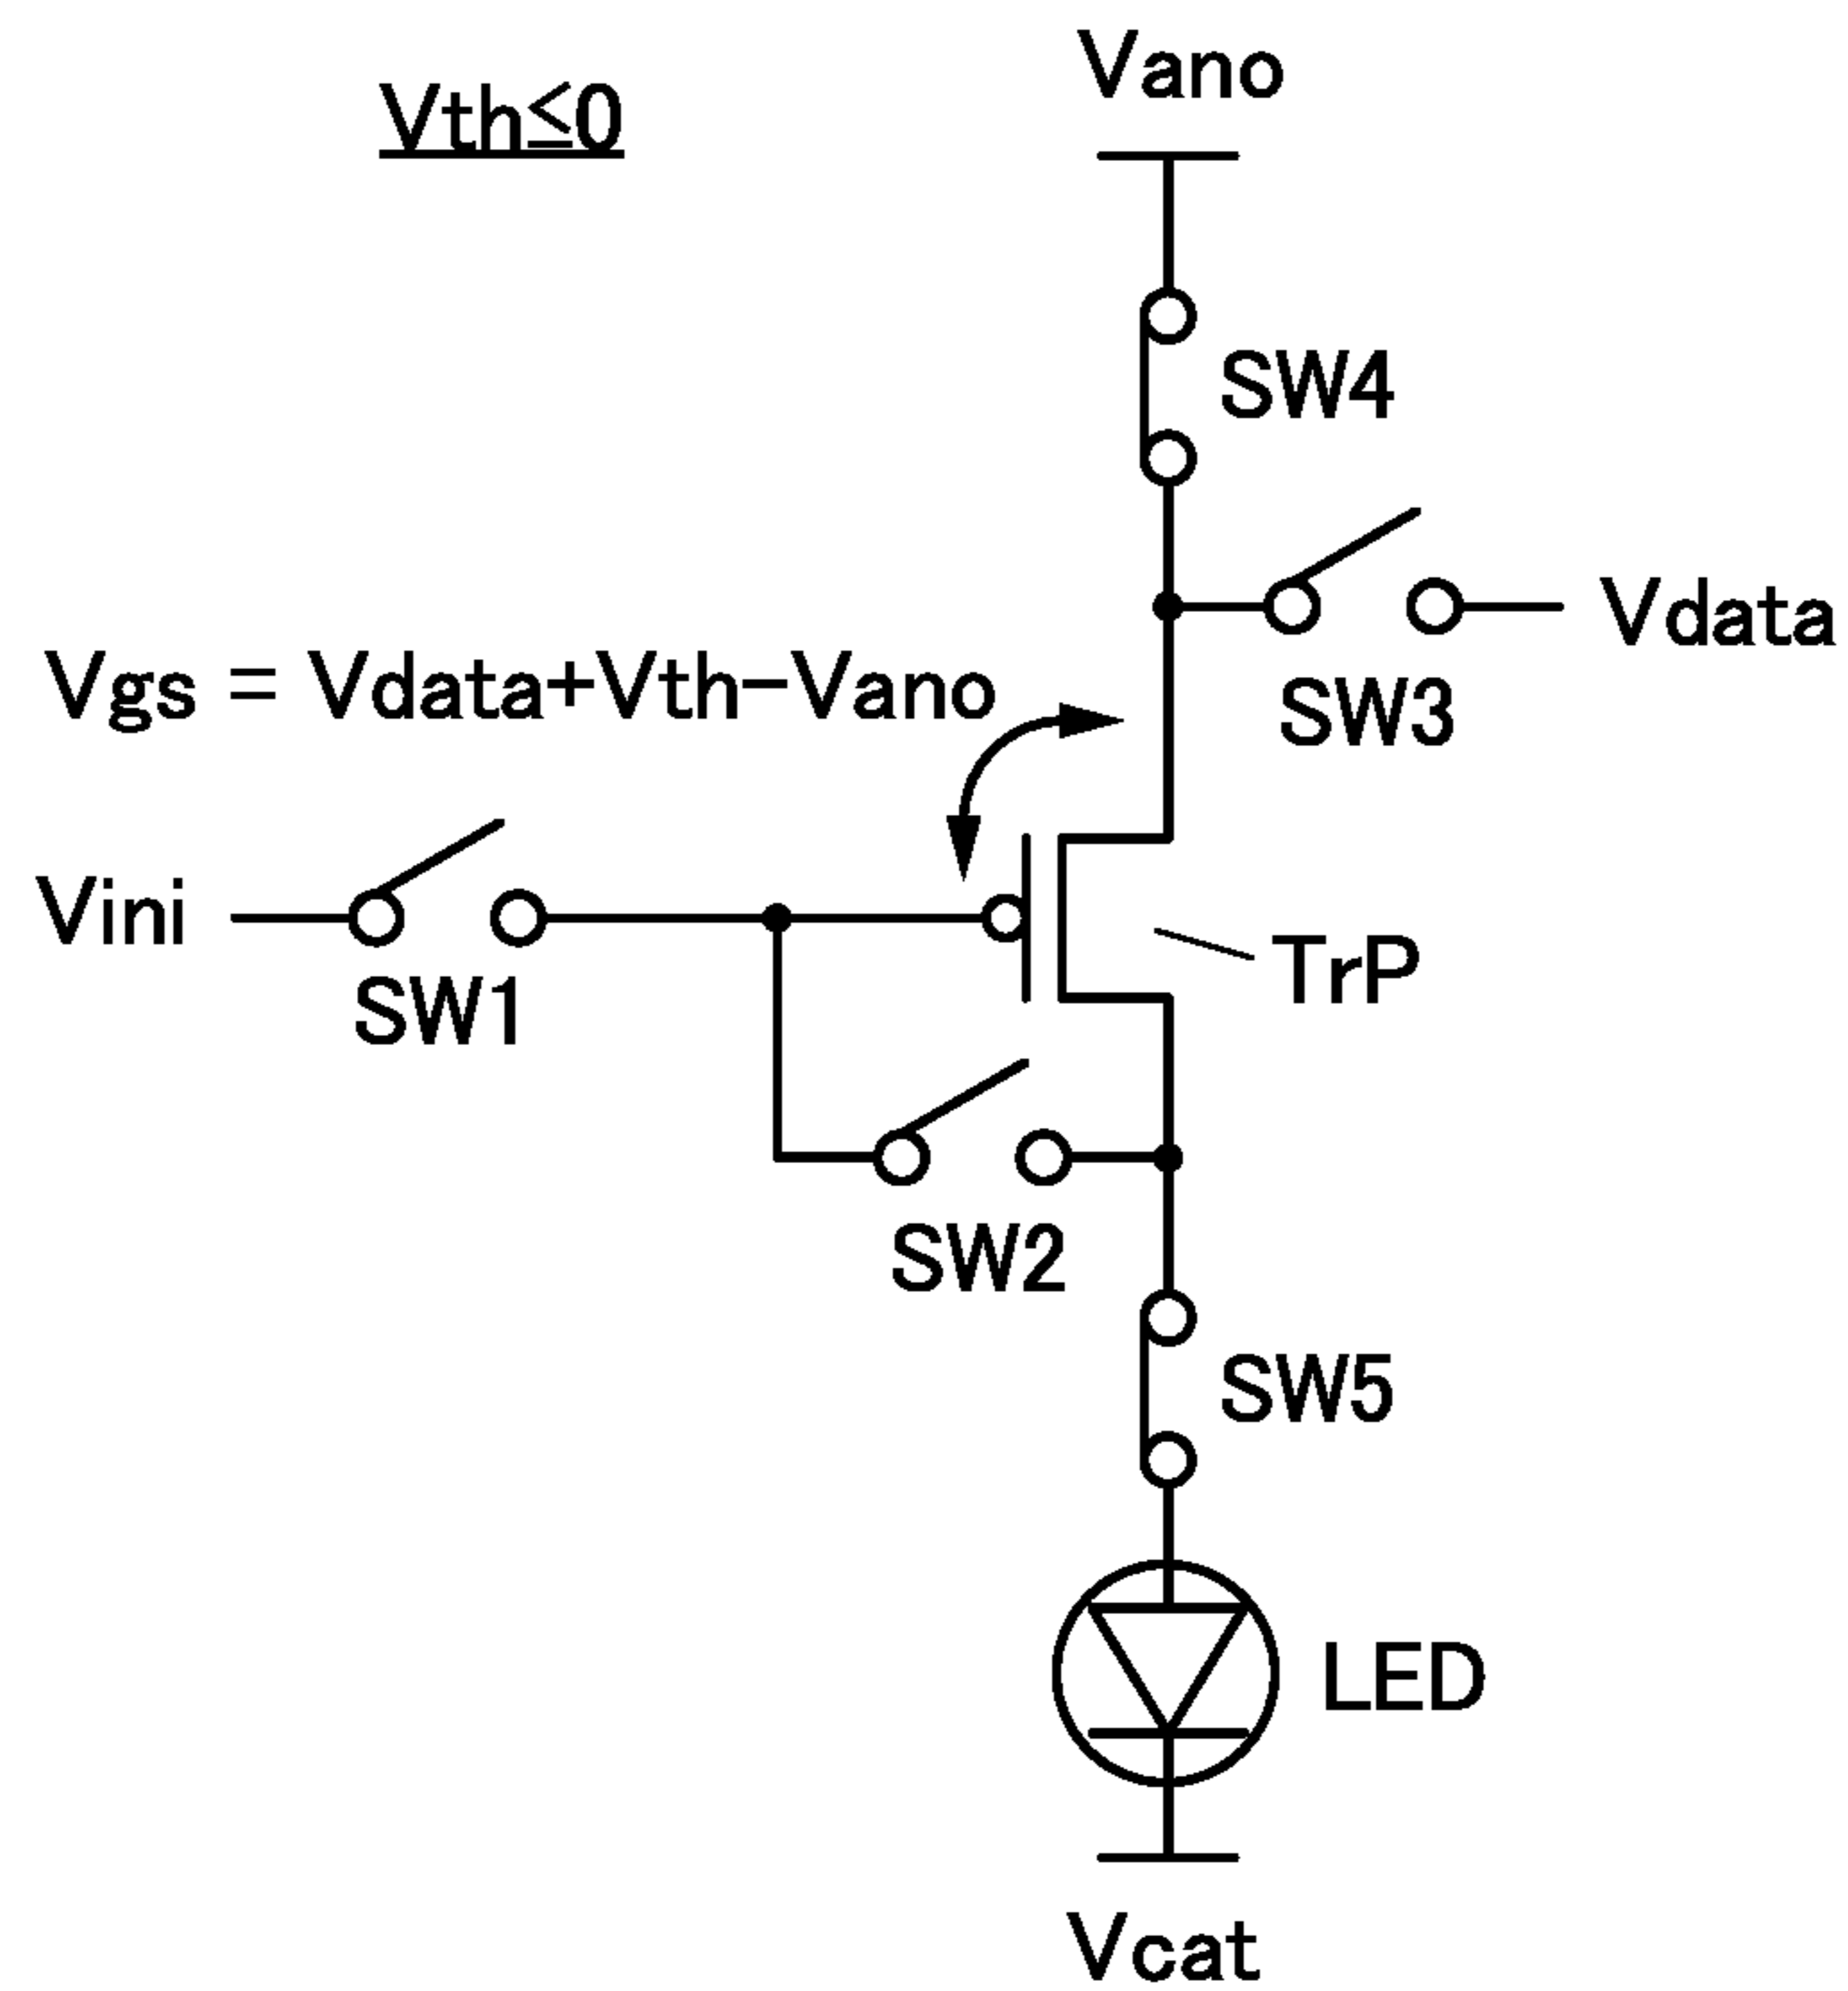 Vano
Vth≤0
SW4
Vdata
Vgs = Vdata+Vth-Vano
SW3
Vini
TrP
SW1
SW2
SW5
LED
Vcat